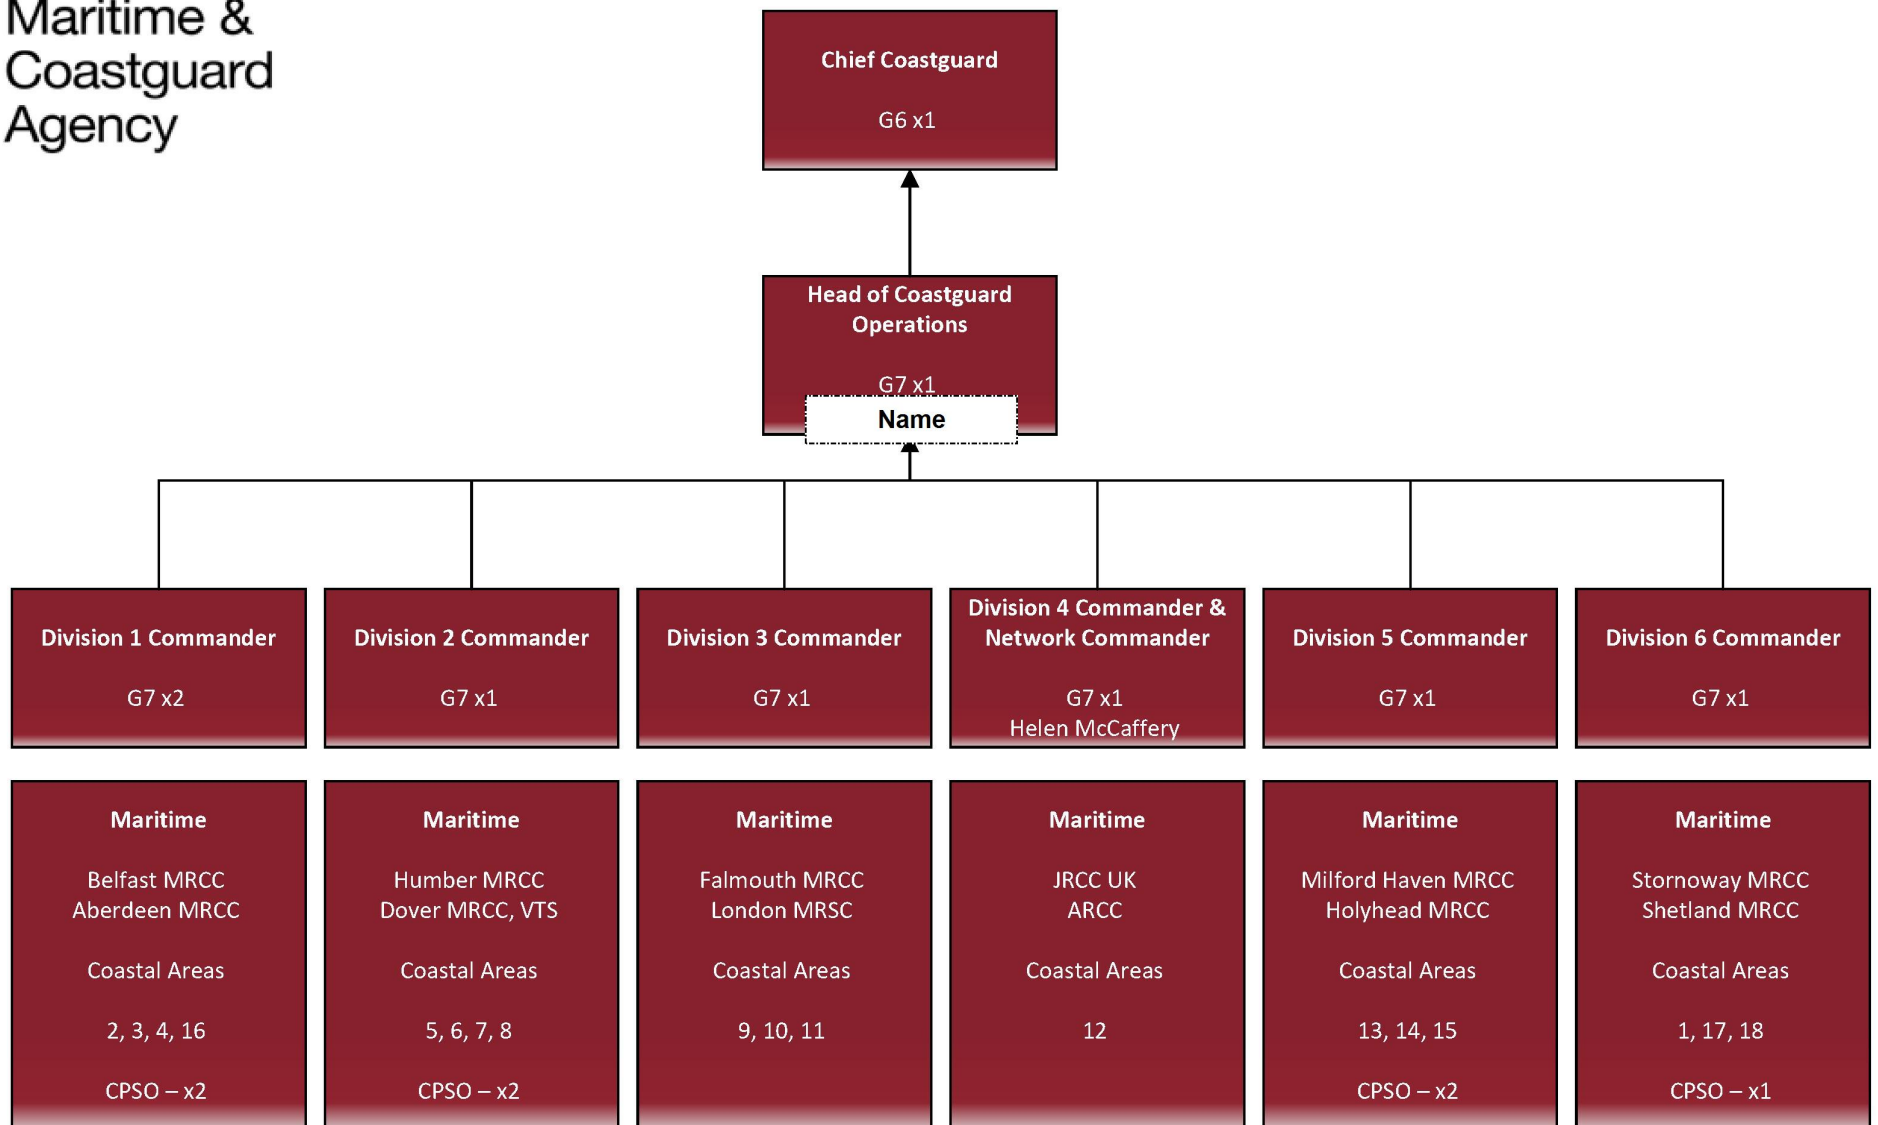 Maritime &
Coastguard
Agency
Chief Coastguard
G6 x1
Head of Coastguard
Operations
G7 x1
Name
Division 1 Commander
G7 x2
Division 2 Commander
G7 x1
Division 3 Commander
G7 x1
Division 4 Commander &
Network Commander
G7 x1
Helen McCaffery
Division 5 Commander
G7 x1
Division 6 Commander
G7 x1
Maritime
Belfast MRCC
Aberdeen MRCC
Coastal Areas
2, 3, 4, 16
CPSO – x2
Maritime
Humber MRCC
Dover MRCC, VTS
Coastal Areas
5, 6, 7, 8
CPSO – x2
Maritime
Falmouth MRCC
London MRSC
Coastal Areas
9, 10, 11
Maritime
JRCC UK
ARCC
Coastal Areas
12
Maritime
Milford Haven MRCC
Holyhead MRCC
Coastal Areas
13, 14, 15
CPSO – x2
Maritime
Stornoway MRCC
Shetland MRCC
Coastal Areas
1, 17, 18
CPSO – x1